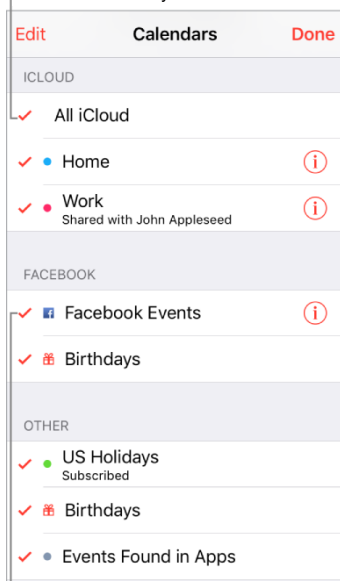 Edit Calendars Done
ICLOUD
All iCloud
Home
Work
Shared with John Appleseed
FACEBOOK
Facebook Events
Birthdays
OTHER
US Holidays
Subscribed
Birthdays
Events Found in Apps